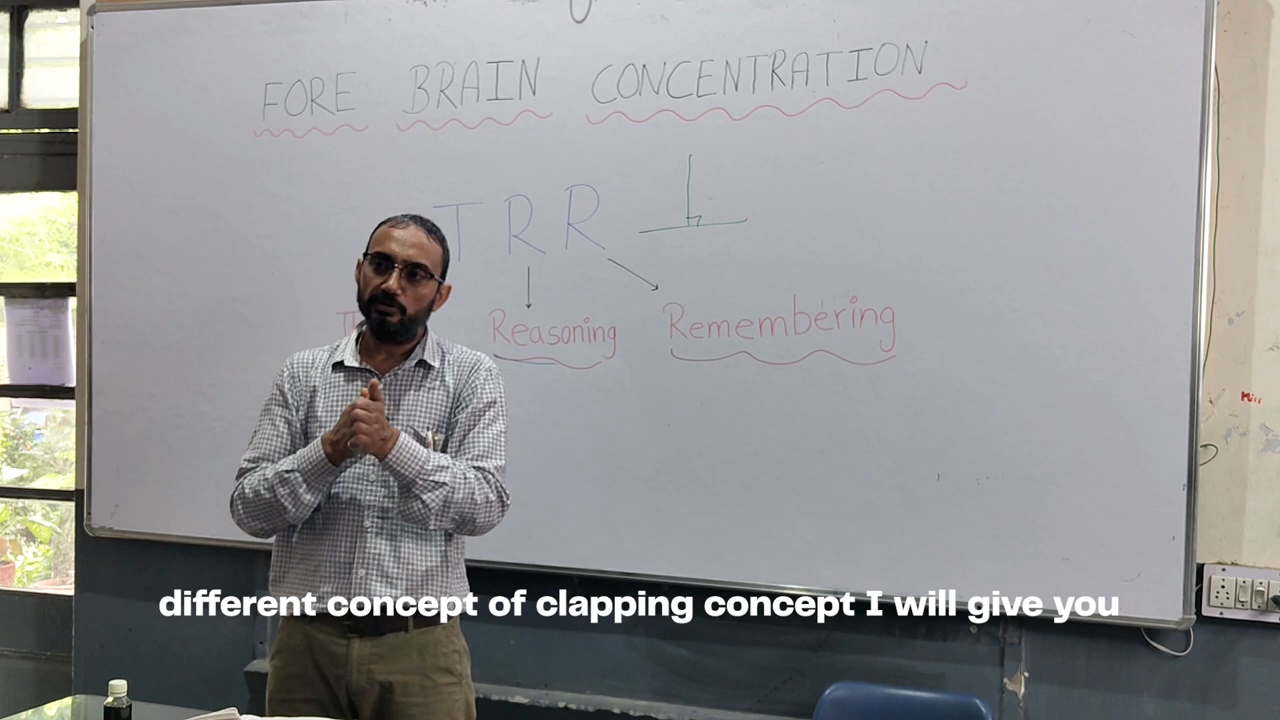 FORE BRAIN CONCENTRATION
T R R
Reasoning Remembering
different concept of clapping concept I will give you